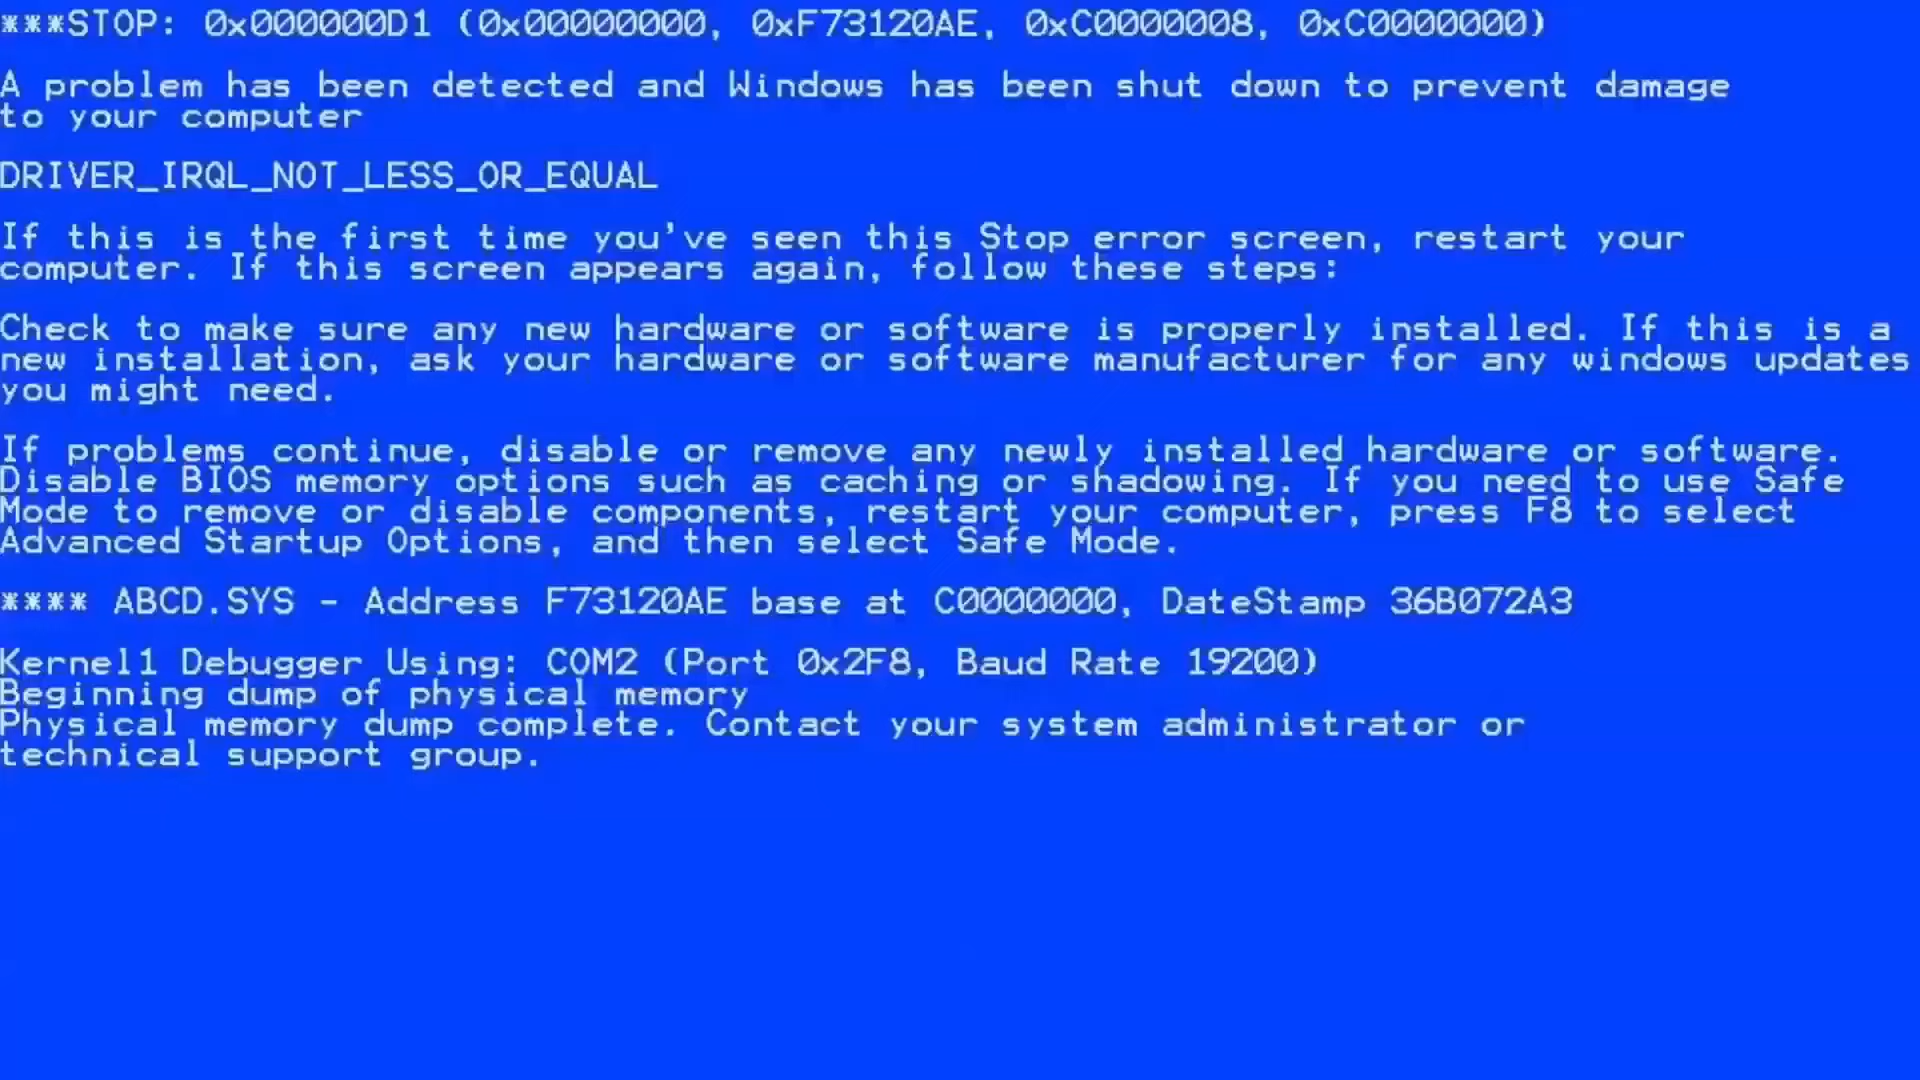 ***STOP: 0x000000D1 (0x00000000, 0xF73120AE, 0xC0000008, 0xC0000000)
A problem has been detected and Windows has been shut down to prevent damage
to your computer
DRIVER_IRQL_NOT_LESS_OR_EQUAL
If this is the first time you've seen this Stop error screen, restart your
computer. If this screen appears again, follow these steps:
Check to make sure any new hardware or software is properly installed. If this is a
new installation, ask your hardware or software manufacturer for any windows updates
you might need.
If problems continue, disable or remove any newly installed hardware or software.
Disable BIOS memory options such as caching or shadowing. If you need to use Safe
Mode to remove or disable components, restart your computer, press F8 to select
Advanced Startup Options, and then select Safe Mode.
**** ABCD.SYS - Address F73120AE base at C0000000, DateStamp 36B072A3
Kernel1 Debugger Using: COM2 (Port 0x2F8, Baud Rate 19200)
Beginning dump of physical memory
Physical memory dump complete. Contact your system administrator or
technical support group.